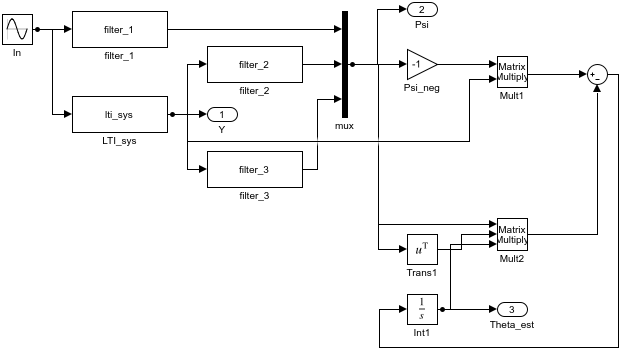 2
Psi
In
filter_1
filter_1
filter_2
filter_2
-1
Psi_neg
Matrix
Multiply
Mult1
+
−
lti_sys
LTI_sys
1
Y
mux
filter_3
filter_3
Matrix
Multiply
Mult2
uᵀ
Trans1
1
s
Int1
3
Theta_est